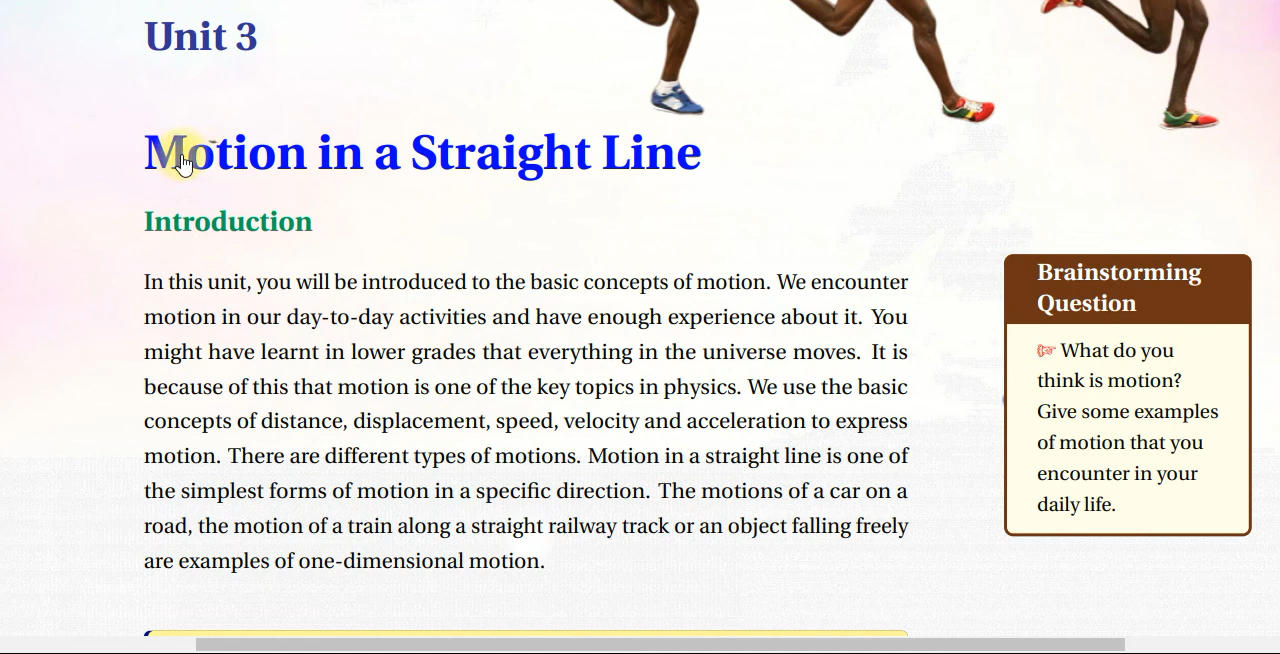 Unit 3
Motion in a Straight Line
Introduction
In this unit, you will be introduced to the basic concepts of motion. We encounter
motion in our day-to-day activities and have enough experience about it. You
might have learnt in lower grades that everything in the universe moves. It is
because of this that motion is one of the key topics in physics. We use the basic
concepts of distance, displacement, speed, velocity and acceleration to express
motion. There are different types of motions. Motion in a straight line is one of
the simplest forms of motion in a specific direction. The motions of a car on a
road, the motion of a train along a straight railway track or an object falling freely
are examples of one-dimensional motion.
Brainstorming
Question
What do you
think is motion?
Give some examples
of motion that you
encounter in your
daily life.